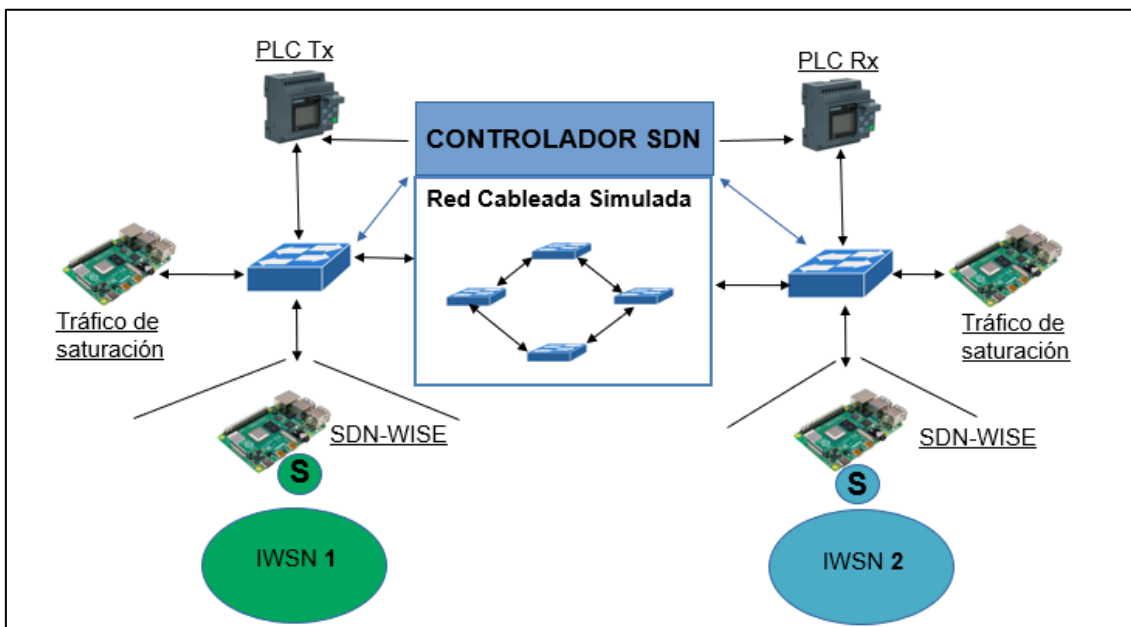 PLC Tx
PLC Rx
CONTROLADOR SDN
Red Cableada Simulada
Tráfico de
saturación
Tráfico de
saturación
SDN-WISE
SDN-WISE
S
S
IWSN 1
IWSN 2